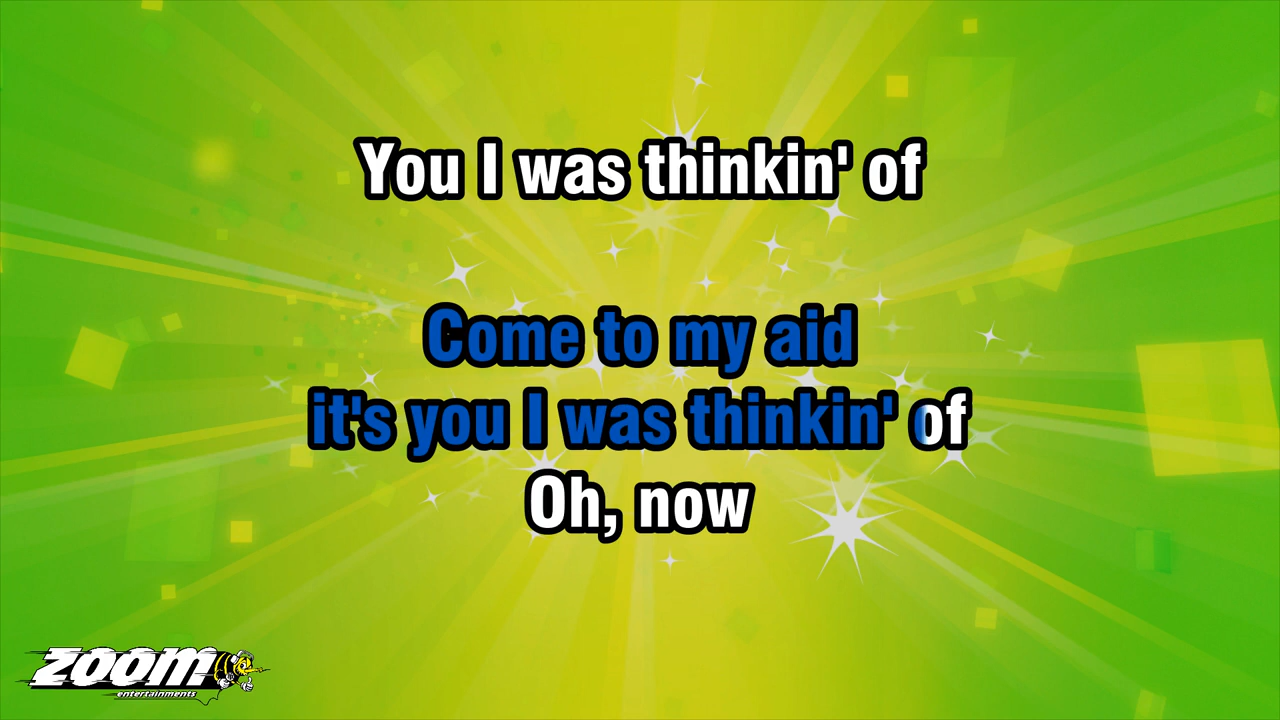 You I was thinkin' of
Come to my aid
it's you I was thinkin' of
Oh, now
ZOOM
entertainments